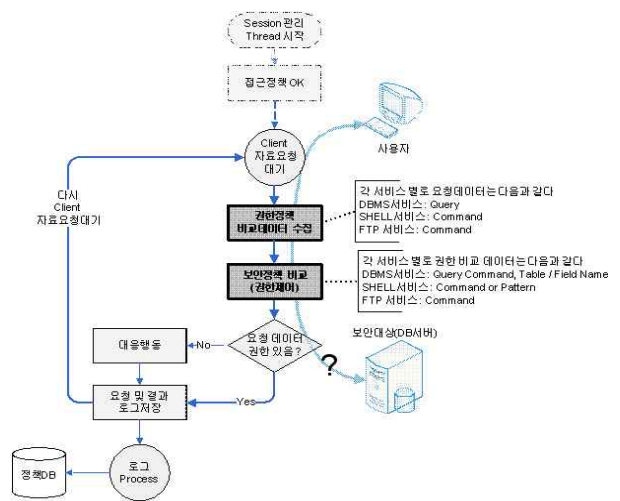 Session 관리
Thread 시작
접근정책 OK
Client
자료요청
대기
사용자
다시
Client
자료요청대기
권한정책
비교데이터 수집
각 서비스 별로 요청데이터는 다음과 같다
DBMS서비스: Query
SHELL서비스: Command
FTP 서비스: Command
보안정책 비교
(권한제어)
각 서비스 별로 권한 비교 데이터는 다음과 같다
DBMS서비스: Query Command, Table / Field Name
SHELL서비스: Command or Pattern
FTP 서비스: Command
보안대상(DB서버)
요청 데이터
권한 있음?
대응행동
No
?
요청 및 결과
로그저장
Yes
정책DB
로그
Process